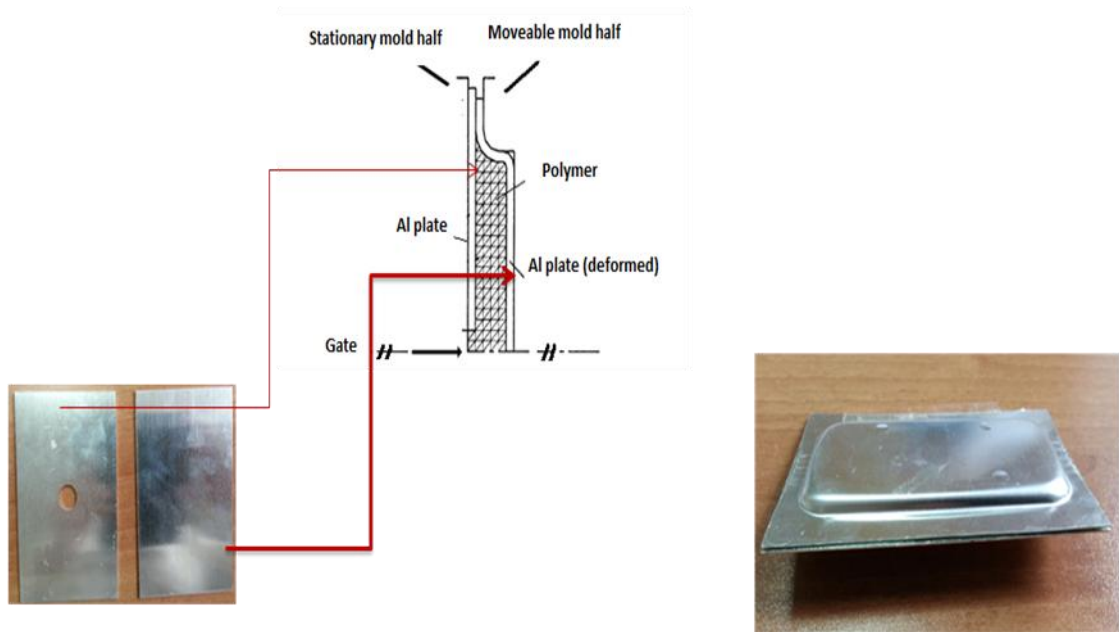 Stationary mold half
Moveable mold half
Polymer
Al plate
Al plate (deformed)
Gate